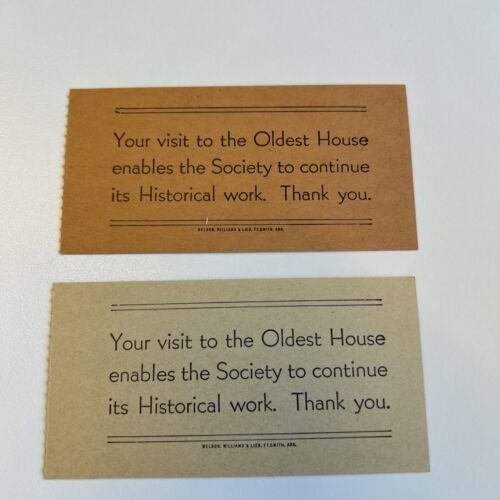 Your visit to the Oldest House
enables the Society to continue
its Historical work. Thank you.
WELDON, WILLIAMS & LICK, FT.SMITH, ARK.
Your visit to the Oldest House
enables the Society to continue
its Historical work. Thank you.
WELDON, WILLIAMS & LICK, FT.SMITH, ARK.